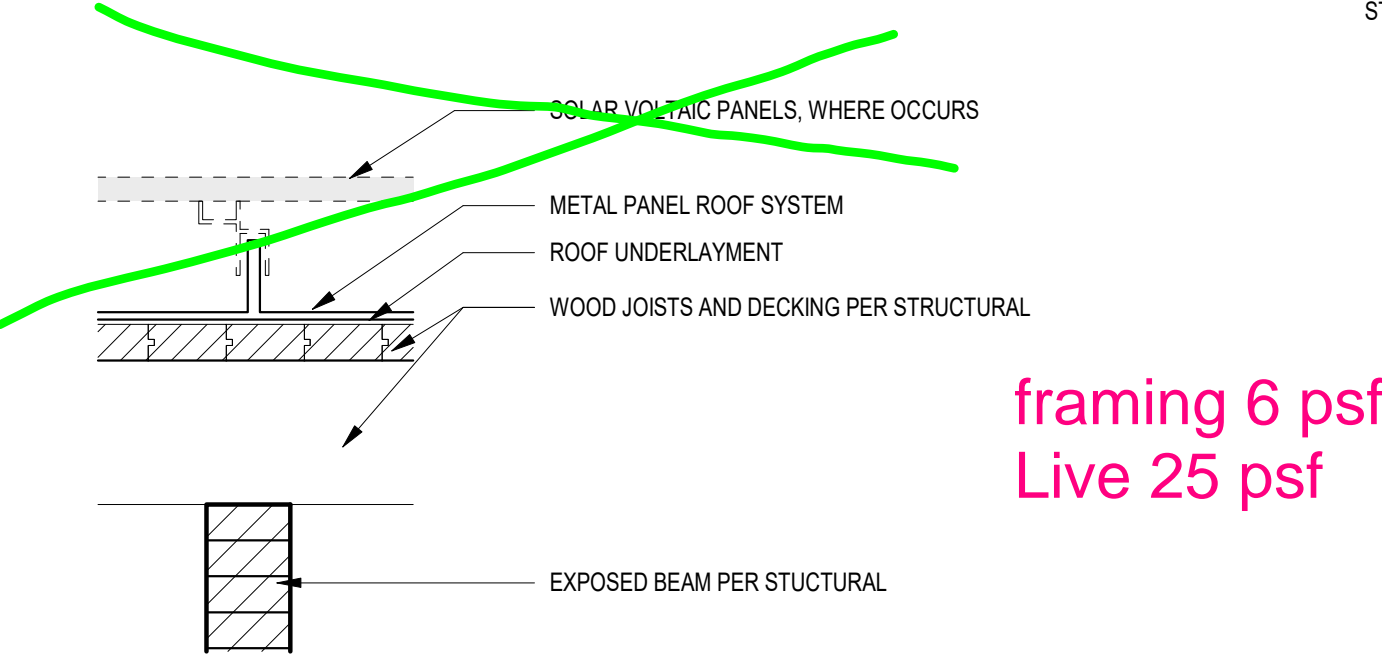 SOLAR VOLTAIC PANELS, WHERE OCCURS
METAL PANEL ROOF SYSTEM
ROOF UNDERLAYMENT
WOOD JOISTS AND DECKING PER STRUCTURAL
framing 6 psf
Live 25 psf
EXPOSED BEAM PER STUCTURAL